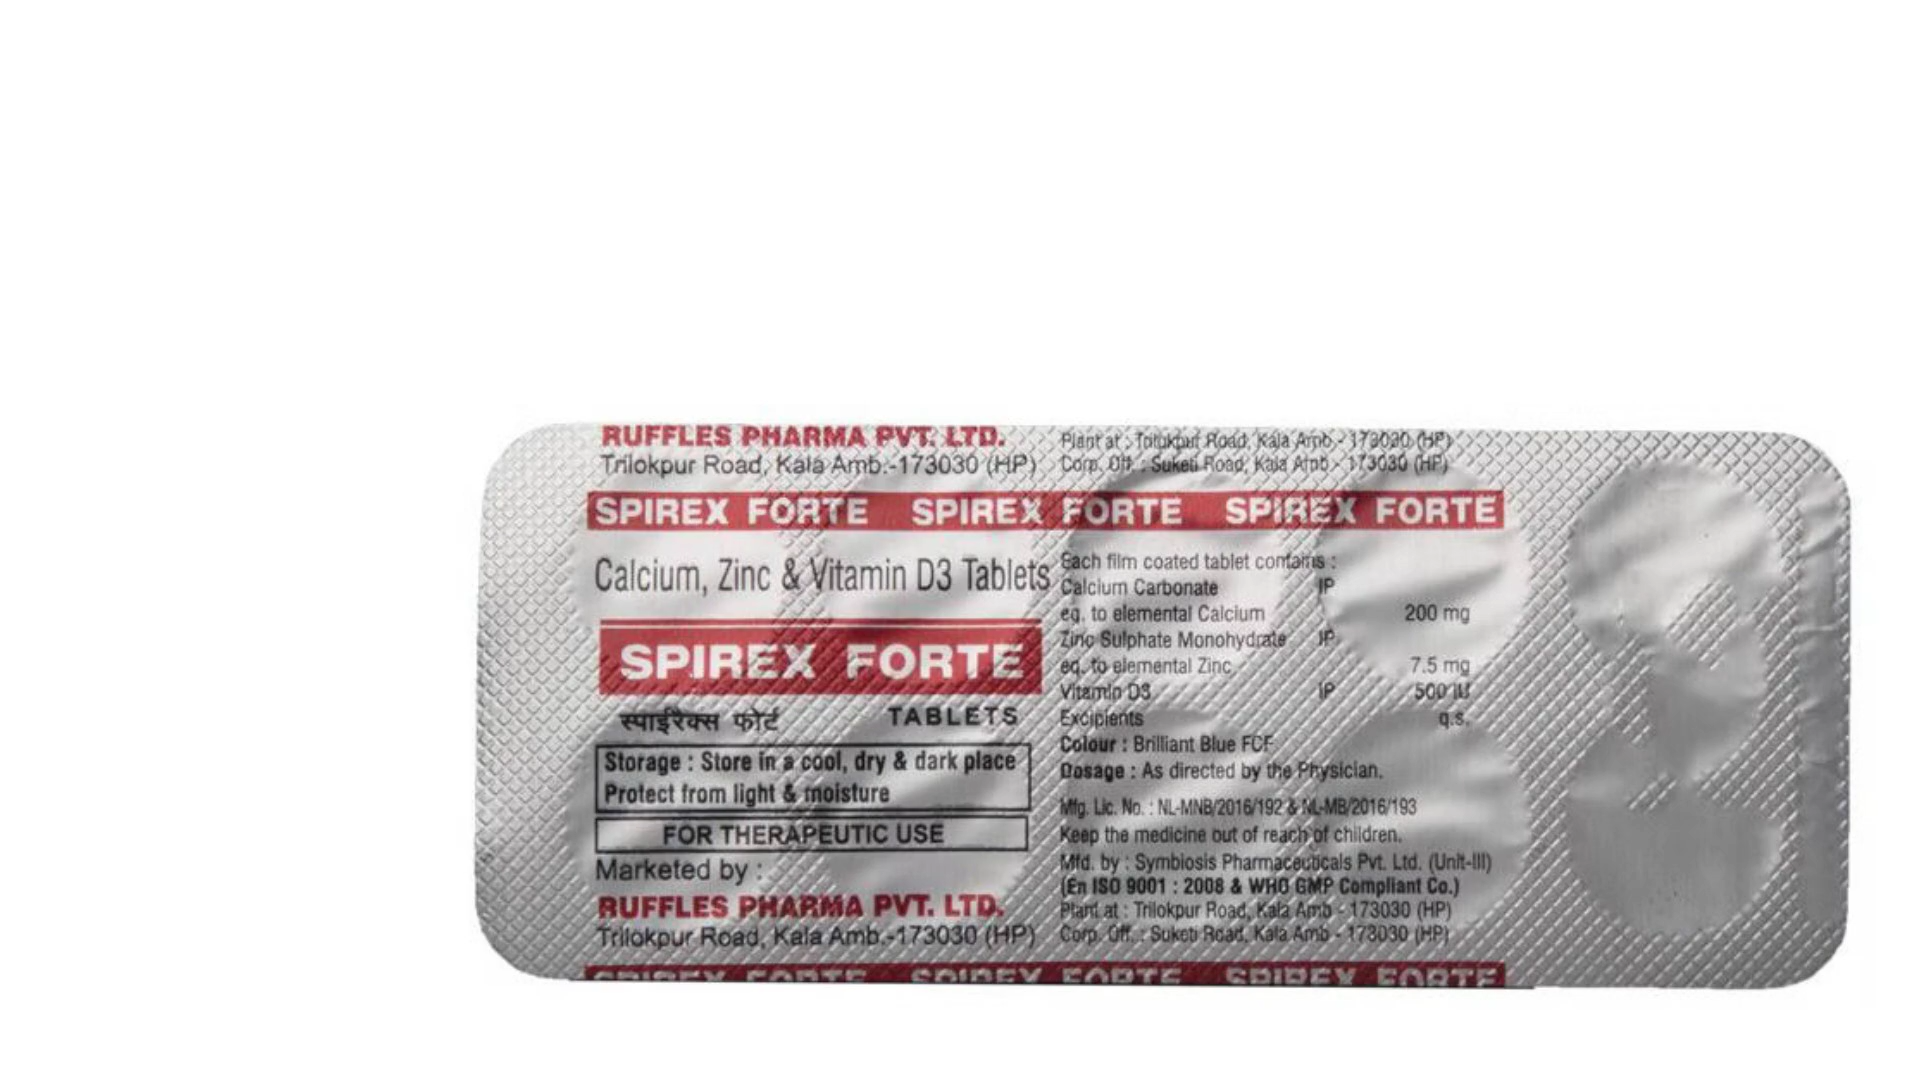 RUFFLES PHARMA PVT. LTD.
Trilokpur Road, Kala Amb.-173030 (HP)
SPIREX FORTE SPIREX FORTE SPIREX FORTE
Calcium, Zinc & Vitamin D3 Tablets
SPIREX FORTE
स्पाईरैक्स फोर्ट TABLETS
Storage : Store in a cool, dry & dark place
Protect from light & moisture
FOR THERAPEUTIC USE
Marketed by :
RUFFLES PHARMA PVT. LTD.
Trilokpur Road, Kala Amb.-173030 (HP)
Plant at : Trilokpur Road, Kala Amb - 173030 (HP)
Corp. Off. : Suketi Road, Kala Amb - 173030 (HP)
Each film coated tablet contains :
Calcium Carbonate IP
eq. to elemental Calcium 200 mg
Zinc Sulphate Monohydrate IP
eq. to elemental Zinc 7.5 mg
Vitamin D3 IP 500 IU
Excipients q.s.
Colour : Brilliant Blue FCF
Dosage : As directed by the Physician.
Mfg. Lic. No. : NL-MNB/2016/192 & NL-MB/2016/193
Keep the medicine out of reach of children.
Mfd. by : Symbiosis Pharmaceuticals Pvt. Ltd. (Unit-III)
(En ISO 9001 : 2008 & WHO GMP Compliant Co.)
Plant at : Trilokpur Road, Kala Amb - 173030 (HP)
Corp. Off. : Suketi Road, Kala Amb - 173030 (HP)
SPIREX FORTE SPIREX FORTE SPIREX FORTE